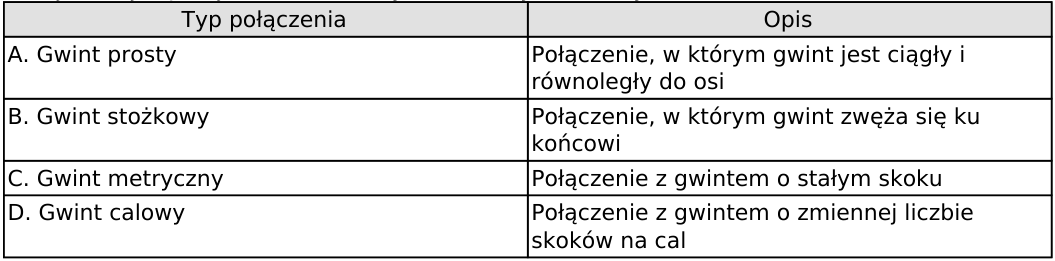 Typ połączenia Opis
A. Gwint prosty Połączenie, w którym gwint jest ciągły i
równoległy do osi
B. Gwint stożkowy Połączenie, w którym gwint zwęża się ku
końcowi
C. Gwint metryczny Połączenie z gwintem o stałym skoku
D. Gwint calowy Połączenie z gwintem o zmiennej liczbie
skoków na cal